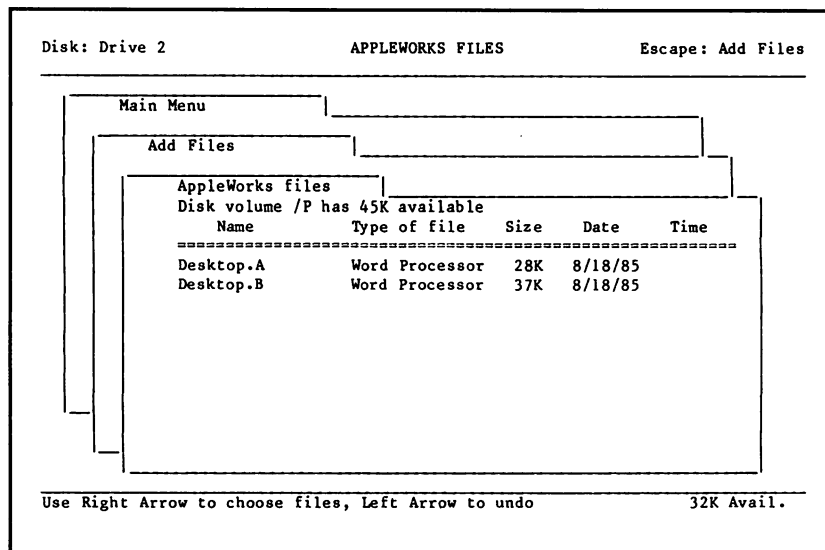 Disk: Drive 2 APPLEWORKS FILES Escape: Add Files
Main Menu
Add Files
AppleWorks files
Disk volume /P has 45K available
Name Type of file Size Date Time
Desktop.A Word Processor 28K 8/18/85
Desktop.B Word Processor 37K 8/18/85
Use Right Arrow to choose files, Left Arrow to undo 32K Avail.